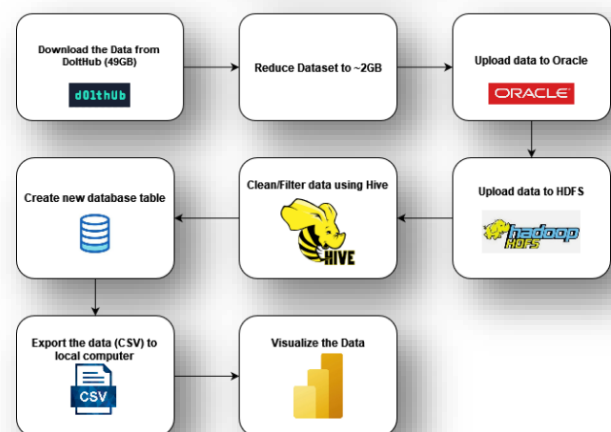 Download the Data from
DoltHub (49GB)
d0lthUb
Reduce Dataset to ~2GB
Upload data to Oracle
ORACLE
Create new database table
Clean/Filter data using Hive
HIVE
Upload data to HDFS
hadoop
HDFS
Export the data (CSV) to
local computer
CSV
Visualize the Data